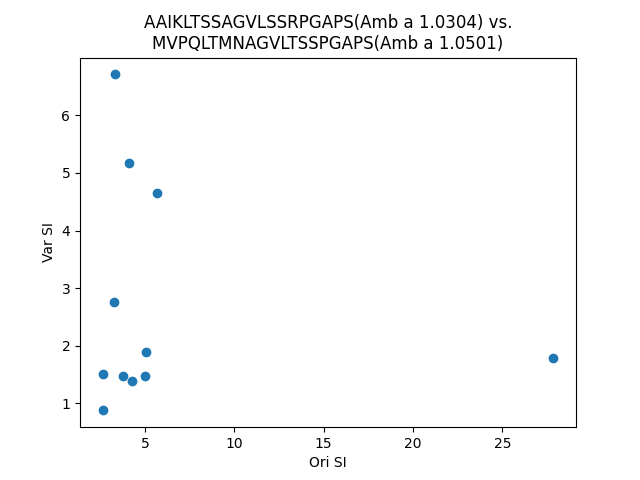 AAIKLTSSAGVLSSRPGAPS(Amb a 1.0304) vs.
MVPQLTMNAGVLTSSPGAPS(Amb a 1.0501)
6
5
4
3
2
1
Var SI
5 10 15 20 25
Ori SI